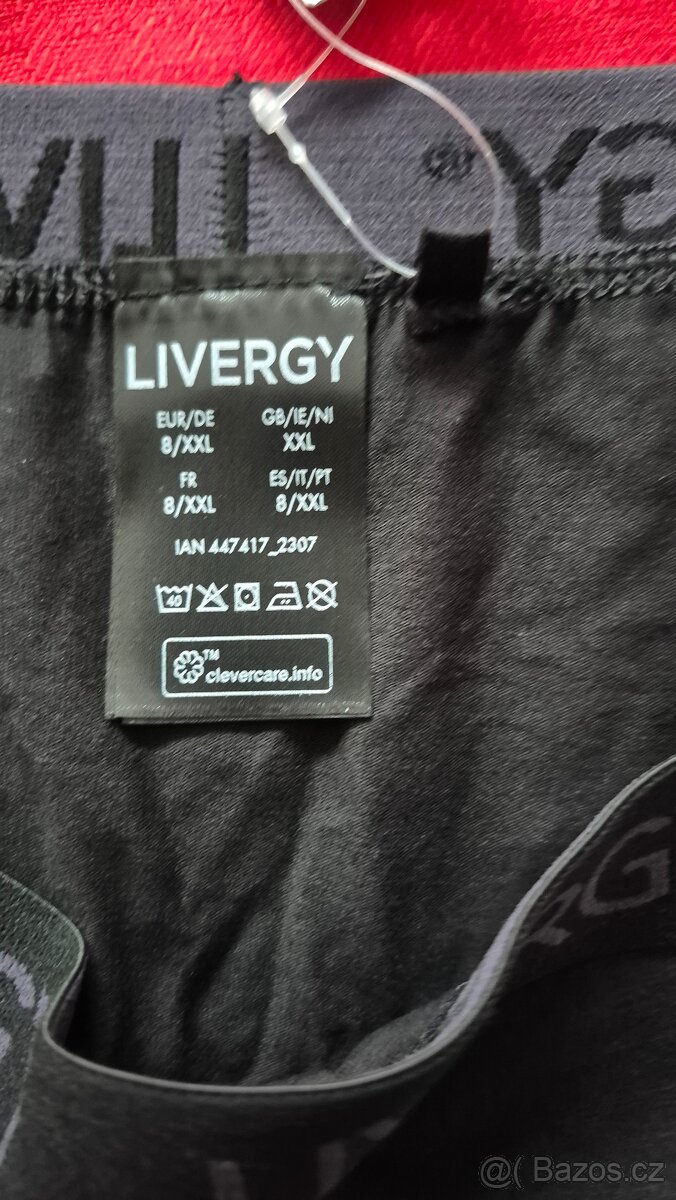 LIVERGY
EUR/DE GB/IE/NI
8/XXL XXL
FR ES/IT/PT
8/XXL 8/XXL
IAN 447417_2307
40
TM
clevercare.info
@( Bazos.cz